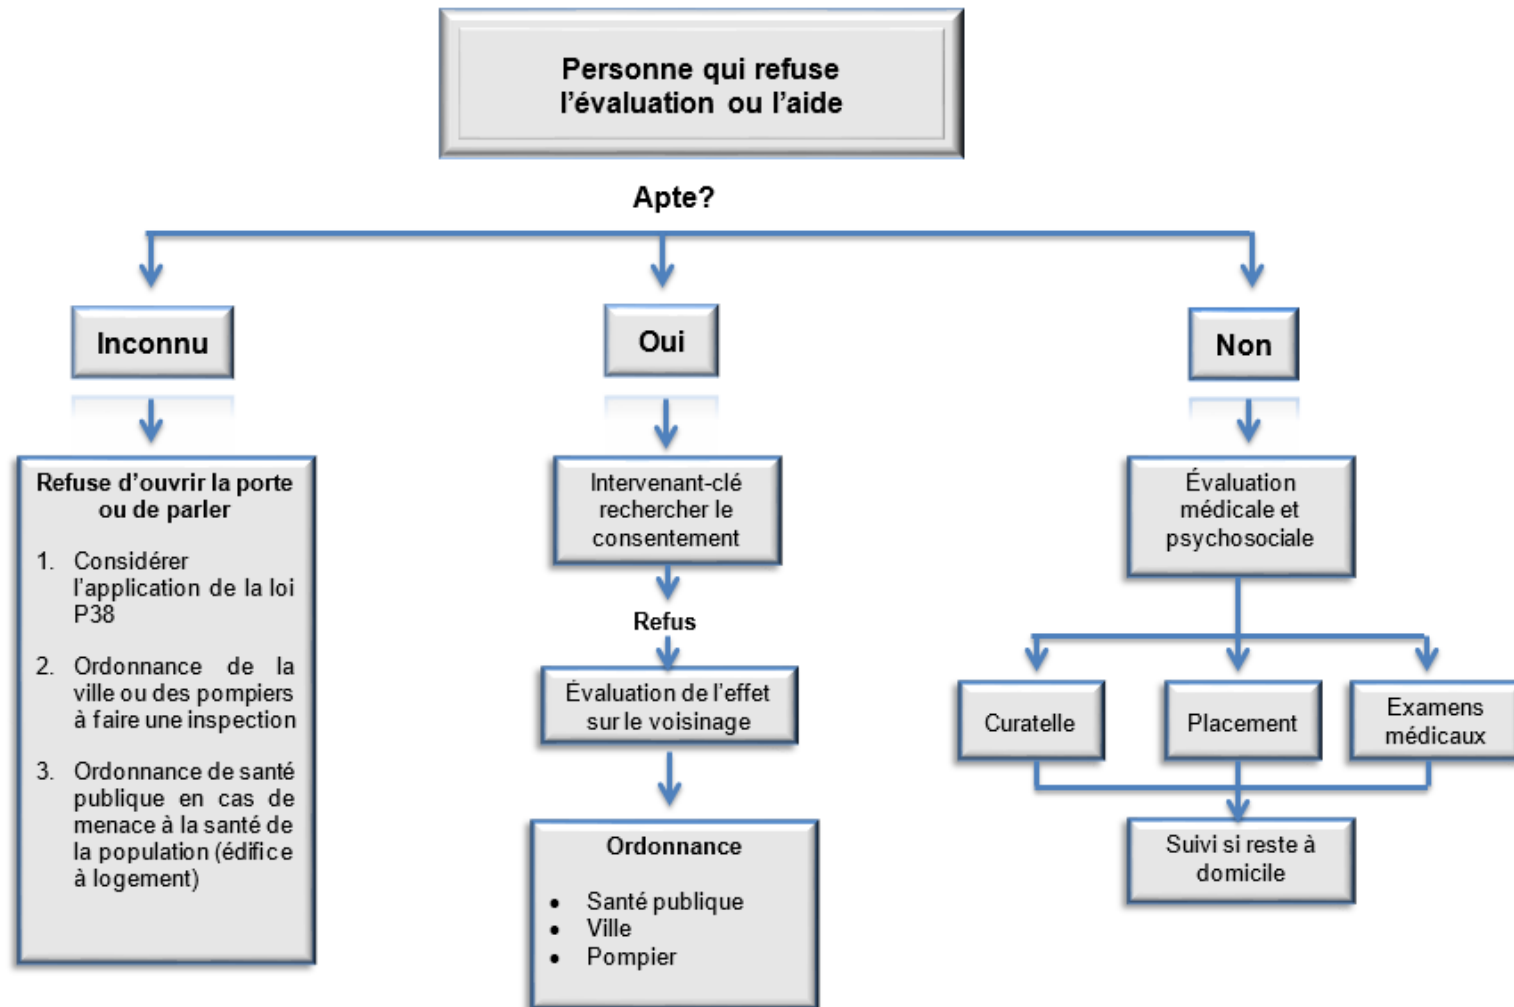 Personne qui refuse
l'évaluation ou l'aide
Apte?
Inconnu
Oui
Non
Refuse d'ouvrir la porte
ou de parler
1. Considérer
l'application de la loi
P38
2. Ordonnance de la
ville ou des pompiers
à faire une inspection
3. Ordonnance de santé
publique en cas de
menace à la santé de
la population (édifice
à logement)
Intervenant-clé
rechercher le
consentement
Refus
Évaluation de l'effet
sur le voisinage
Ordonnance
• Santé publique
• Ville
• Pompier
Évaluation
médicale et
psychosociale
Curatelle
Placement
Examens
médicaux
Suivi si reste à
domicile